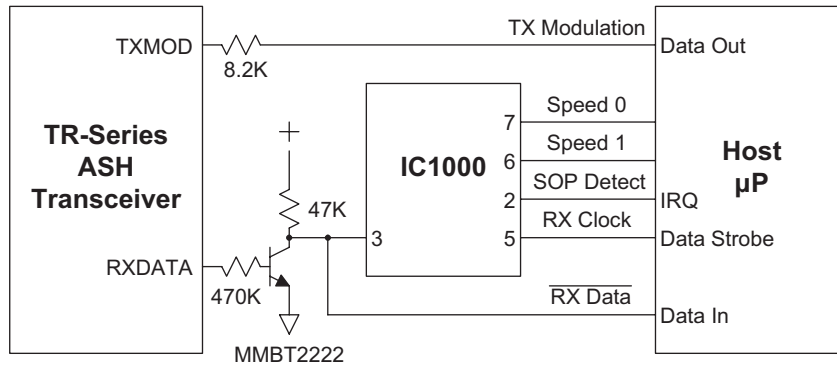 TXMOD
8.2K
TX Modulation
Data Out
TR-Series
ASH
Transceiver
IC1000
7
Speed 0
6
Speed 1
2
SOP Detect
IRQ
5
RX Clock
Data Strobe
Host
µP
47K
3
RXDATA
470K
RX Data
Data In
MMBT2222